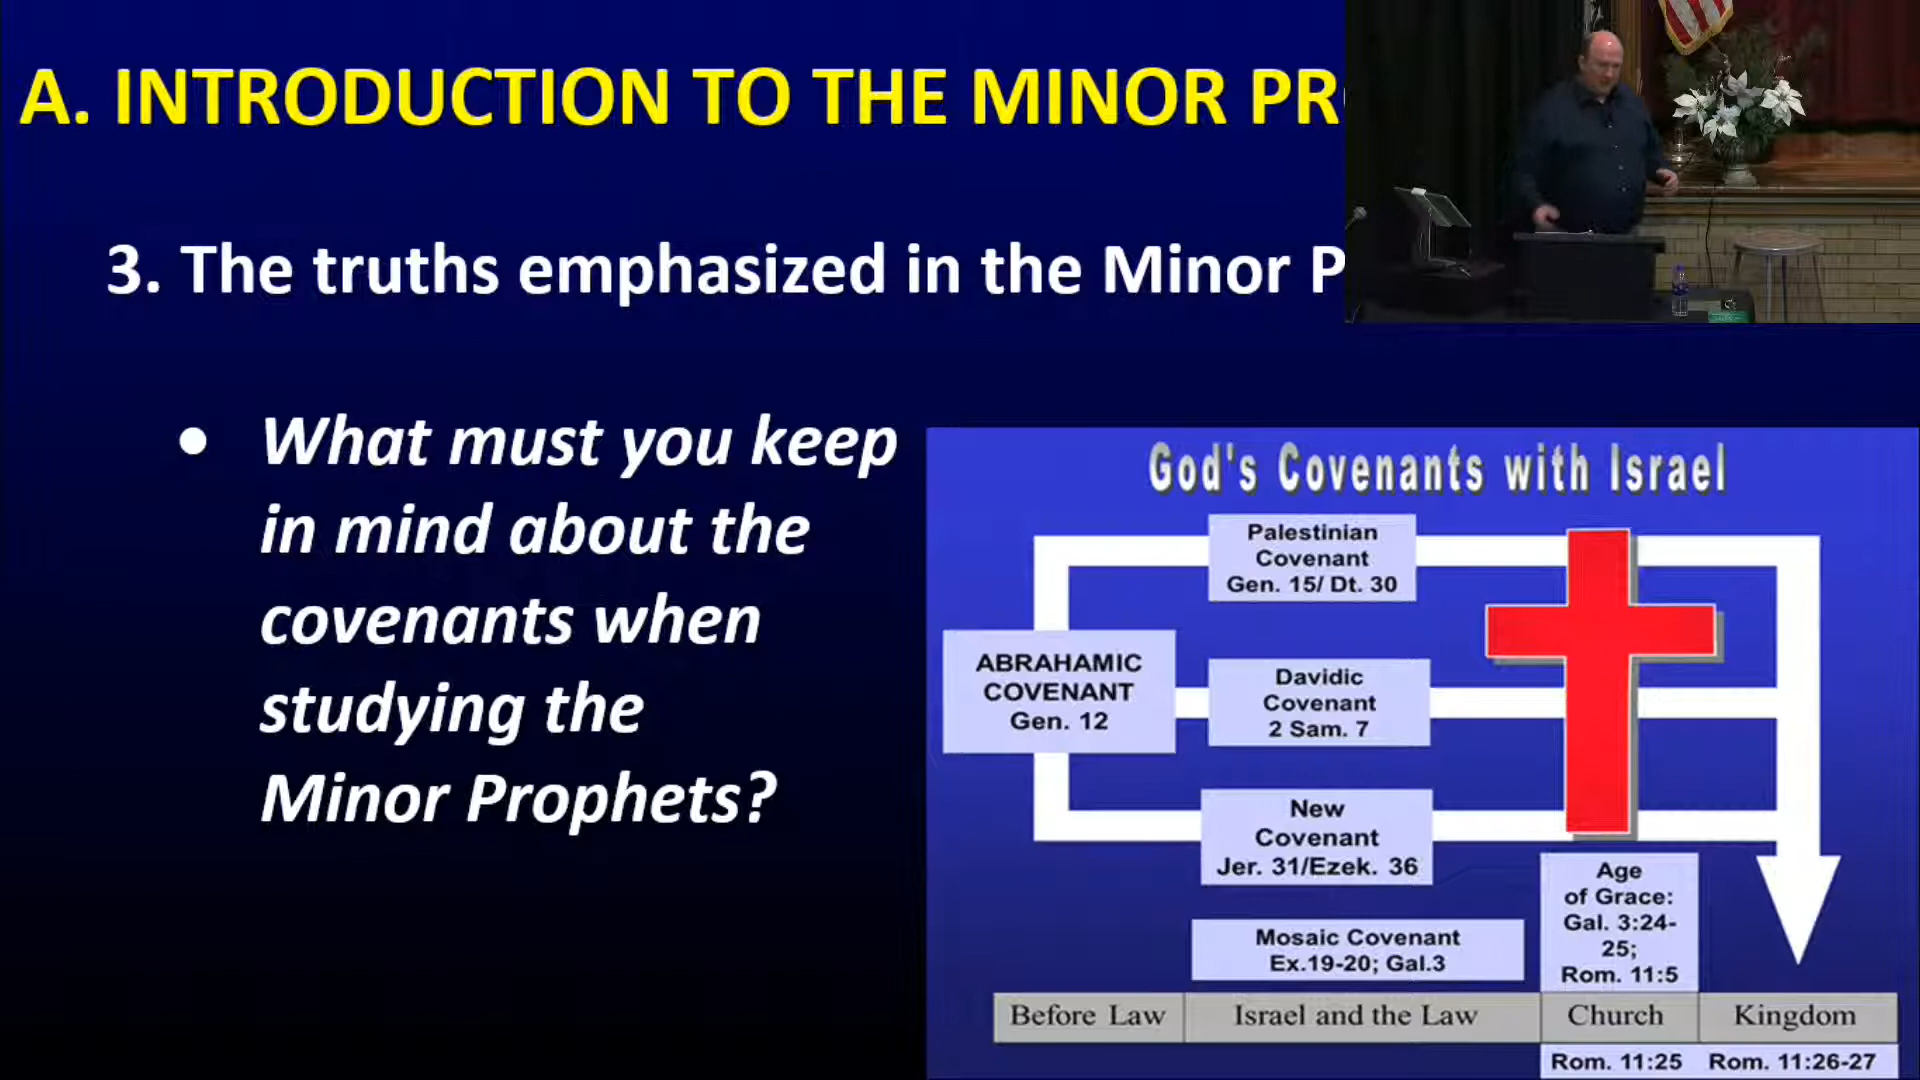 A. INTRODUCTION TO THE MINOR PR
3. The truths emphasized in the Minor P
• What must you keep
in mind about the
covenants when
studying the
Minor Prophets?
God's Covenants with Israel
Palestinian
Covenant
Gen. 15/ Dt. 30
ABRAHAMIC
COVENANT
Gen. 12
Davidic
Covenant
2 Sam. 7
New
Covenant
Jer. 31/Ezek. 36
Mosaic Covenant
Ex.19-20; Gal.3
Age
of Grace:
Gal. 3:24-
25;
Rom. 11:5
Before Law
Israel and the Law
Church
Kingdom
Rom. 11:25
Rom. 11:26-27